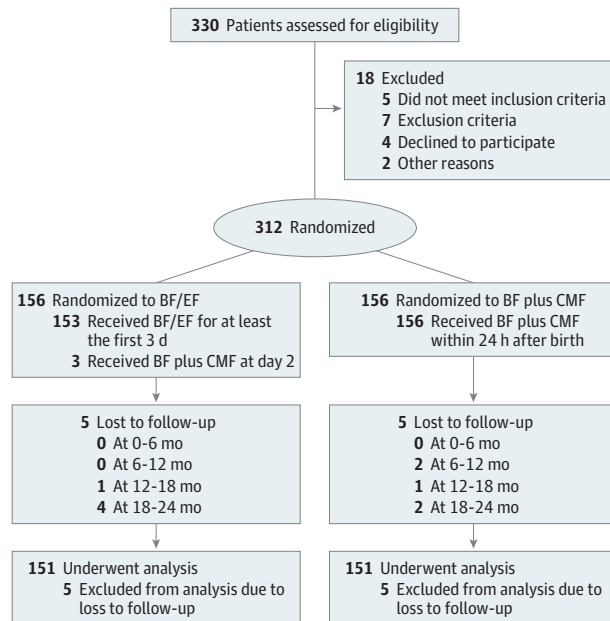 330 Patients assessed for eligibility
18 Excluded
5 Did not meet inclusion criteria
7 Exclusion criteria
4 Declined to participate
2 Other reasons
312 Randomized
156 Randomized to BF/EF
153 Received BF/EF for at least
the first 3 d
3 Received BF plus CMF at day 2
156 Randomized to BF plus CMF
156 Received BF plus CMF
within 24 h after birth
5 Lost to follow-up
0 At 0-6 mo
0 At 6-12 mo
1 At 12-18 mo
4 At 18-24 mo
5 Lost to follow-up
0 At 0-6 mo
2 At 6-12 mo
1 At 12-18 mo
2 At 18-24 mo
151 Underwent analysis
5 Excluded from analysis due to
loss to follow-up
151 Underwent analysis
5 Excluded from analysis due to
loss to follow-up